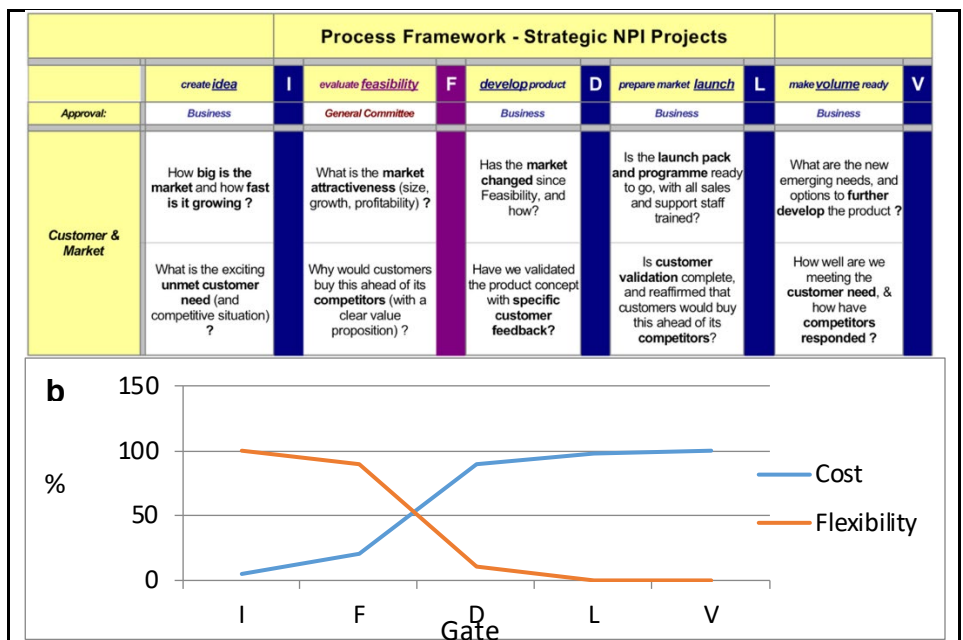 Process Framework - Strategic NPI Projects
create idea I evaluate feasibility F develop product D prepare market launch L make volume ready V
Approval: Business General Committee Business Business Business
Customer &
Market
How big is the
market and how fast
is it growing ?
What is the market
attractiveness (size,
growth, profitability) ?
Has the market
changed since
Feasibility, and
how?
Is the launch pack
and programme ready
to go, with all sales
and support staff
trained?
What are the new
emerging needs, and
options to further
develop the product ?
What is the exciting
unmet customer
need (and
competitive situation)
?
Why would customers
buy this ahead of its
competitors (with a
clear value
proposition) ?
Have we validated
the product concept
with specific
customer
feedback?
Is customer
validation complete,
and reaffirmed that
customers would buy
this ahead of its
competitors?
How well are we
meeting the
customer need, &
how have
competitors
responded ?
b
150
100
%
50
0
I F D L V
Gate
Cost
Flexibility